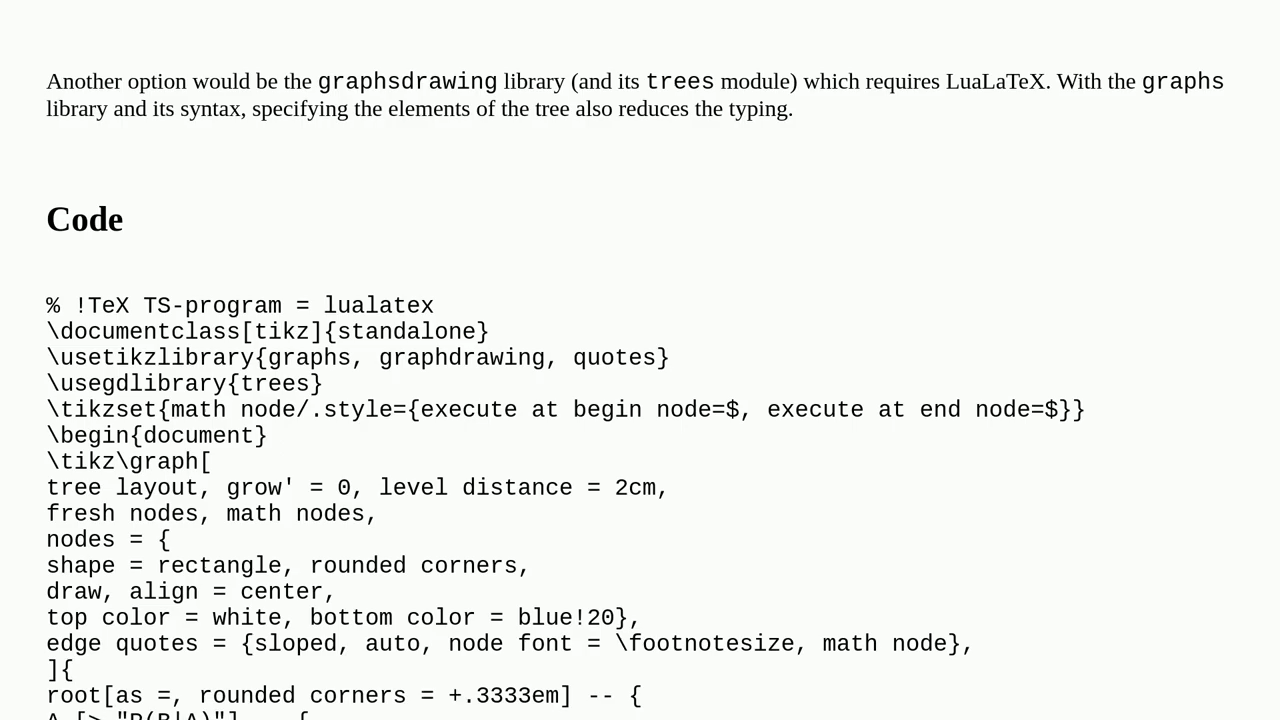 Another option would be the graphsdrawing library (and its trees module) which requires LuaLaTeX. With the graphs
library and its syntax, specifying the elements of the tree also reduces the typing.
Code
% !TeX TS-program = lualatex
\documentclass[tikz]{standalone}
\usetikzlibrary{graphs, graphdrawing, quotes}
\usegdlibrary{trees}
\tikzset{math node/.style={execute at begin node=$, execute at end node=$}}
\begin{document}
\tikz\graph[
tree layout, grow' = 0, level distance = 2cm,
fresh nodes, math nodes,
nodes = {
shape = rectangle, rounded corners,
draw, align = center,
top color = white, bottom color = blue!20},
edge quotes = {sloped, auto, node font = \footnotesize, math node},
]{
root[as =, rounded corners = +.3333em] -- {
A [> "P(B|A)"] {